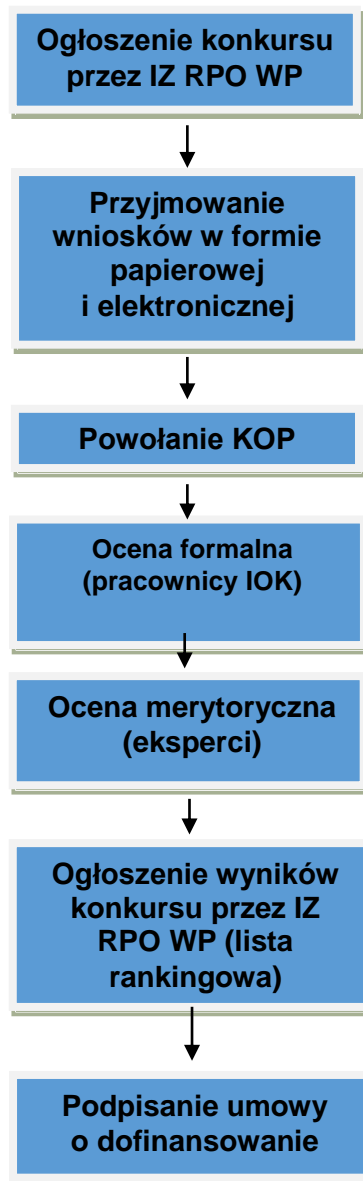 Ogłoszenie konkursu
przez IZ RPO WP
Przyjmowanie
wniosków w formie
papierowej
i elektronicznej
Powołanie KOP
Ocena formalna
(pracownicy IOK)
Ocena merytoryczna
(eksperci)
Ogłoszenie wyników
konkursu przez IZ
RPO WP (lista
rankingowa)
Podpisanie umowy
o dofinansowanie